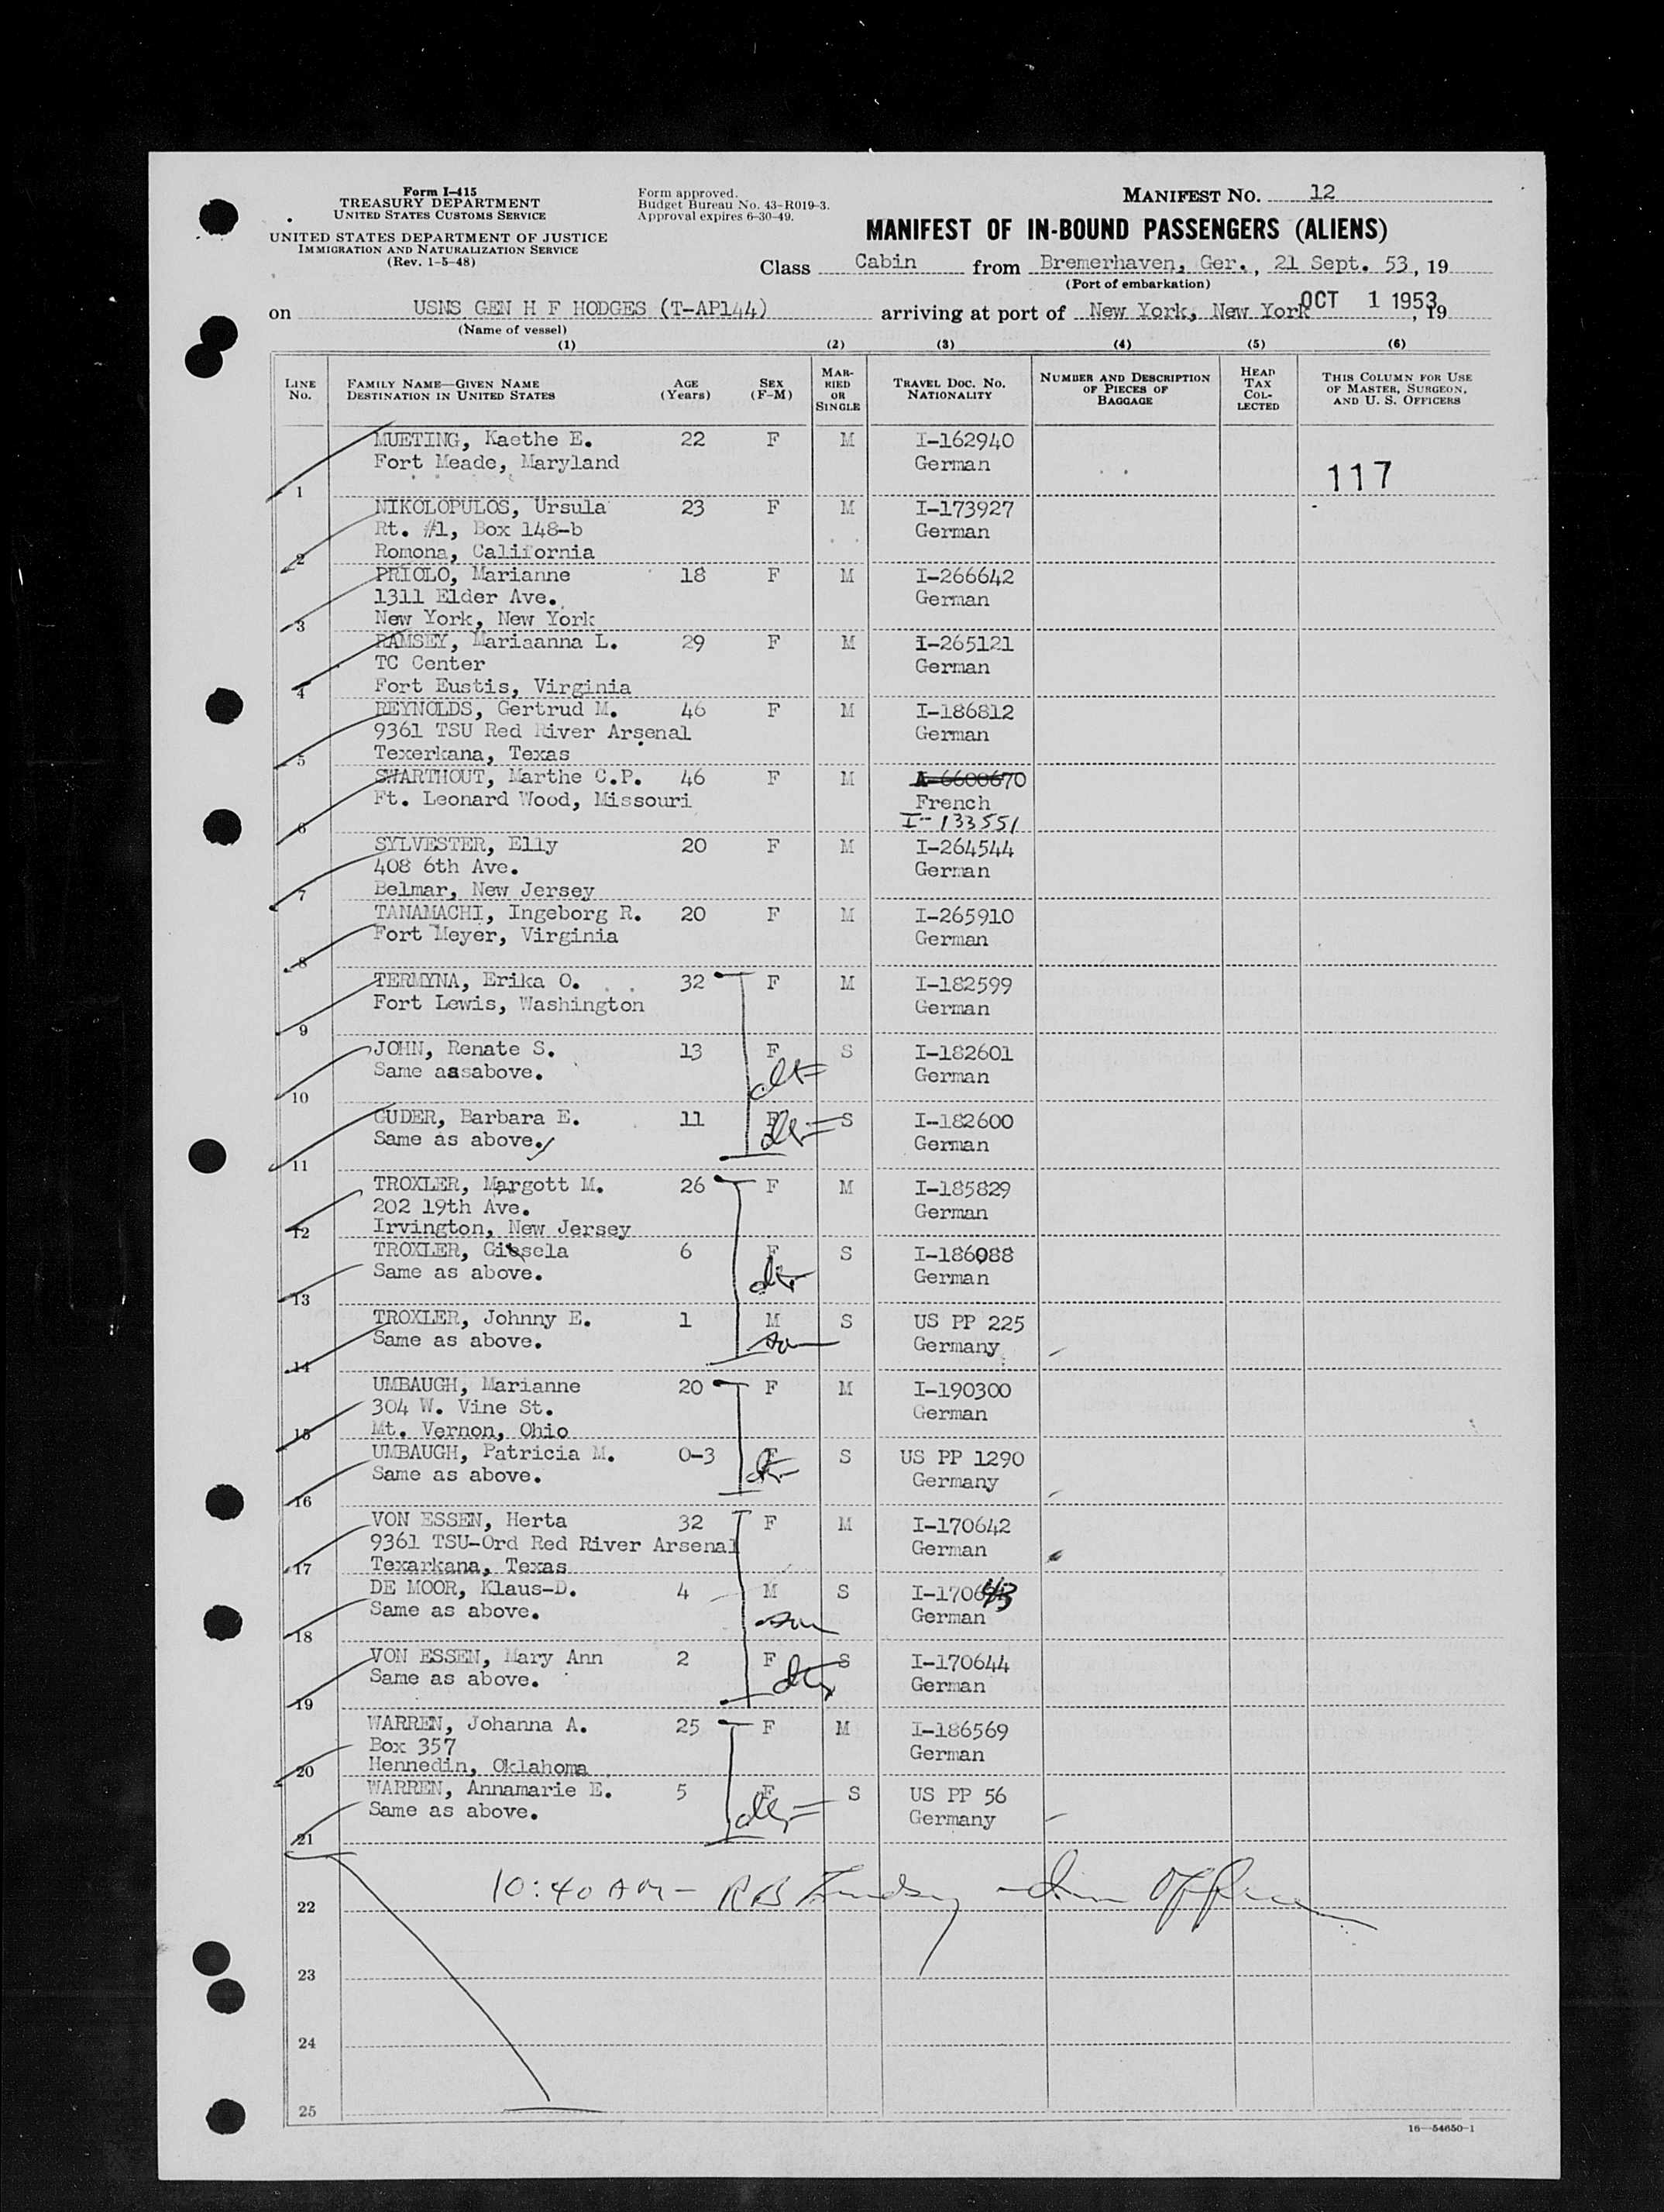 Form I-415
TREASURY DEPARTMENT
UNITED STATES CUSTOMS SERVICE
UNITED STATES DEPARTMENT OF JUSTICE
IMMIGRATION AND NATURALIZATION SERVICE
(Rev. 1-5-48)
Form approved.
Budget Bureau No. 43-R019-3.
Approval expires 6-30-49.
MANIFEST NO. 12
MANIFEST OF IN-BOUND PASSENGERS (ALIENS)
Class Cabin from Bremerhaven, Ger., 21 Sept. 53, 19
(Port of embarkation)
on USNS GEN H F HODGES (T-AP144) arriving at port of New York, New York OCT 1 1953, 19
(Name of vessel)
(1) (2) (3) (4) (5) (6)
LINE No. FAMILY NAME—GIVEN NAME DESTINATION IN UNITED STATES AGE (Years) SEX (F-M) MARRIED OR SINGLE TRAVEL DOC. NO. NATIONALITY NUMBER AND DESCRIPTION OF PIECES OF BAGGAGE HEAD TAX COLLECTED THIS COLUMN FOR USE OF MASTER, SURGEON, AND U. S. OFFICERS
MUETING, Kaethe E. 22 F M I-162940
Fort Meade, Maryland German
117
1
NIKOLOPULOS, Ursula 23 F M I-173927
Rt. #1, Box 148-b German
2 Romona, California
PRIOLO, Marianne 18 F M I-266642
1311 Elder Ave. German
3 New York, New York
RAMSEY, Mariaanna L. 29 F M I-265121
TC Center German
4 Fort Eustis, Virginia
REYNOLDS, Gertrud M. 46 F M I-186812
9361 TSU Red River Arsenal German
5 Texerkana, Texas
SWARTHOUT, Marthe C.P. 46 F M A-6600670
Ft. Leonard Wood, Missouri French
6 I-133551
SYLVESTER, Elly 20 F M I-264544
408 6th Ave. German
7 Belmar, New Jersey
TANAMACHI, Ingeborg R. 20 F M I-265910
Fort Meyer, Virginia German
8
TERMYNA, Erika O. 32 F M I-182599
Fort Lewis, Washington German
9
JOHN, Renate S. 13 F S I-182601
Same aasabove. dt German
10
CUDER, Barbara E. 11 F S I-182600
Same as above. dtr German
11
TROXLER, Margott M. 26 F M I-185829
202 19th Ave. German
12 Irvington, New Jersey
TROXLER, Giesela 6 F S I-186088
Same as above. dtr German
13
TROXLER, Johnny E. 1 M S US PP 225
Same as above. son Germany
14
UMBAUGH, Marianne 20 F M I-190300
304 W. Vine St. German
15 Mt. Vernon, Ohio
UMBAUGH, Patricia M. 0-3 F S US PP 1290
Same as above. dtr Germany
16
VON ESSEN, Herta 32 F M I-170642
9361 TSU-Ord Red River Arsenal German
17 Texarkana, Texas
DE MOOR, Klaus-D. 4 M S I-170643
Same as above. son German
18
VON ESSEN, Mary Ann 2 F S I-170644
Same as above. dtr German
19
WARREN, Johanna A. 25 F M I-186569
Box 357 German
20 Hennedin, Oklahoma
WARREN, Annamarie E. 5 F S US PP 56
Same as above. dtr Germany
21
10:40 AM - RB
22
23
24
25
16—54650-1